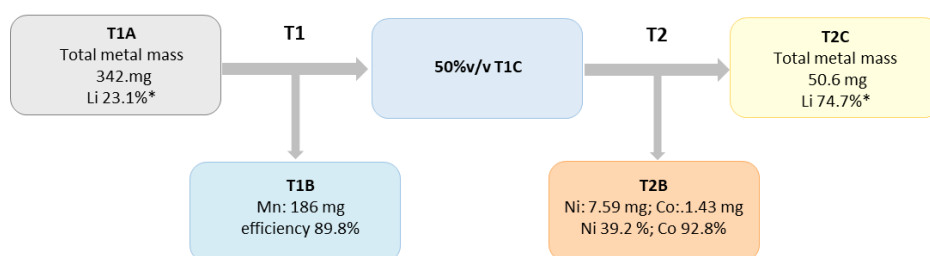 T1A
Total metal mass
342.mg
Li 23.1%*
T1
50%v/v T1C
T2
T2C
Total metal mass
50.6 mg
Li 74.7%*
T1B
Mn: 186 mg
efficiency 89.8%
T2B
Ni: 7.59 mg; Co:.1.43 mg
Ni 39.2 %; Co 92.8%